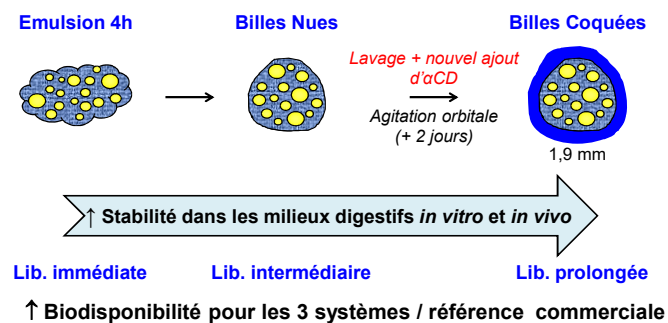 Emulsion 4h Billes Nues Billes Coquées
Lavage + nouvel ajout
d'αCD
Agitation orbitale
(+ 2 jours)
1,9 mm
↑ Stabilité dans les milieux digestifs in vitro et in vivo
Lib. immédiate Lib. intermédiaire Lib. prolongée
↑ Biodisponibilité pour les 3 systèmes / référence commerciale